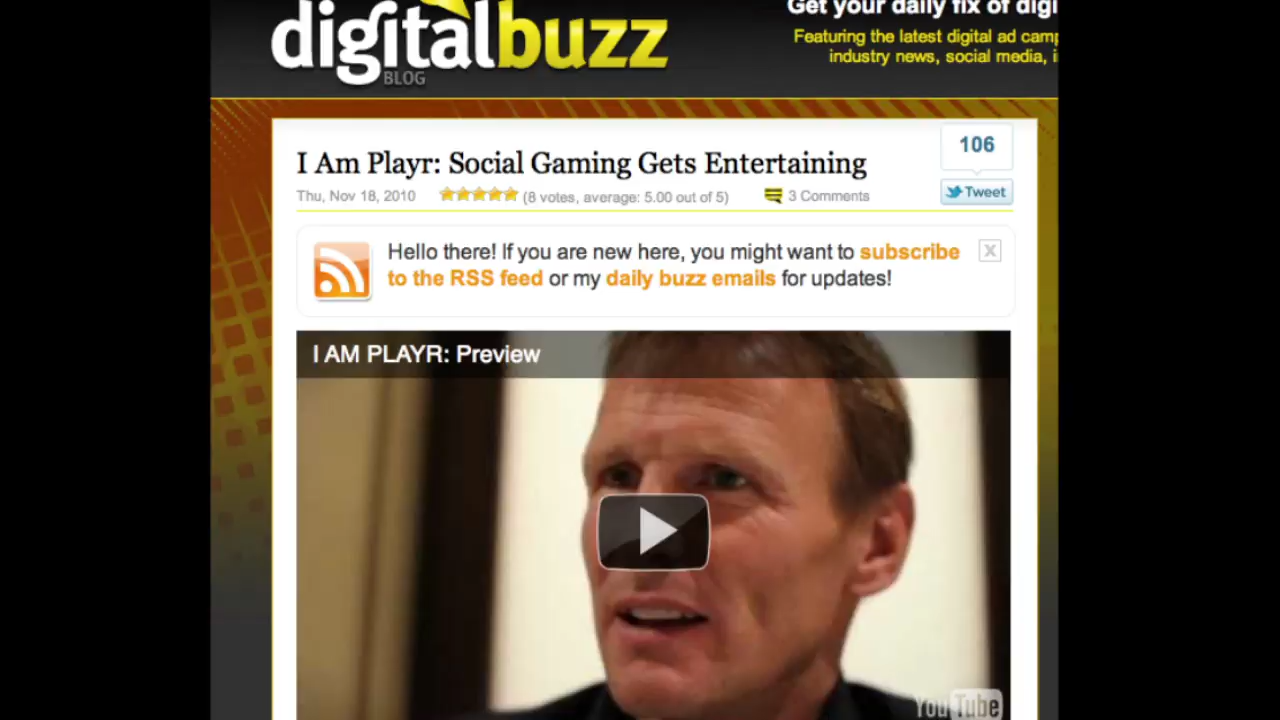 digitalbuzz
BLOG
Get your daily fix of digi
Featuring the latest digital ad camp
industry news, social media, i
I Am Playr: Social Gaming Gets Entertaining
106
Thu, Nov 18, 2010 (8 votes, average: 5.00 out of 5) 3 Comments
Tweet
Hello there! If you are new here, you might want to subscribe
to the RSS feed or my daily buzz emails for updates!
X
I AM PLAYR: Preview
YouTube